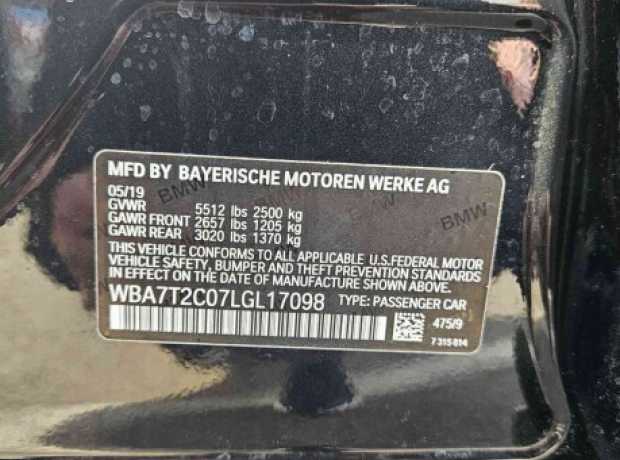 MFD BY BAYERISCHE MOTOREN WERKE AG
05/19
GVWR 5512 lbs 2500 kg
GAWR FRONT 2657 lbs 1205 kg
GAWR REAR 3020 lbs 1370 kg
THIS VEHICLE CONFORMS TO ALL APPLICABLE U.S.FEDERAL MOTOR
VEHICLE SAFETY, BUMPER AND THEFT PREVENTION STANDARDS
IN EFFECT ON THE DATE OF MANUFACTURE SHOWN ABOVE.
WBA7T2C07LGL17098 TYPE: PASSENGER CAR
475/9
7 315 814
BMW
BMW